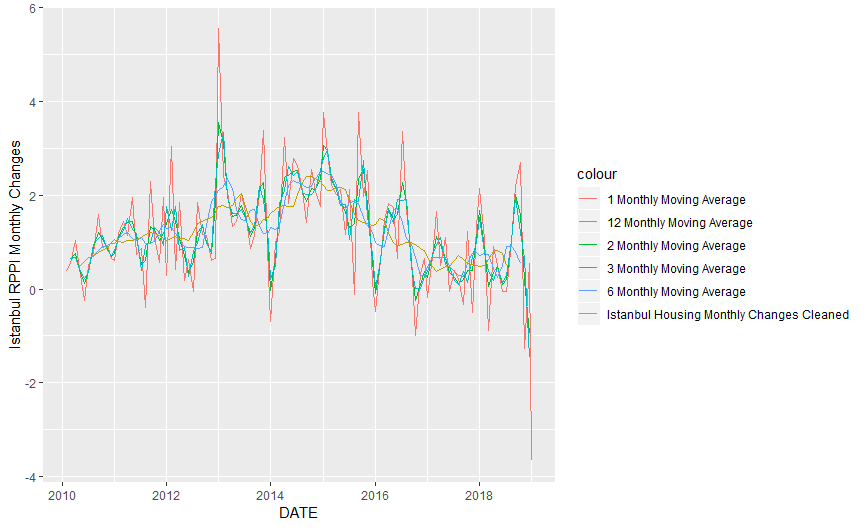 6
4
2
0
-2
-4
Istanbul RPPI Monthly Changes
2010 2012 2014 2016 2018
DATE
colour
1 Monthly Moving Average
12 Monthly Moving Average
2 Monthly Moving Average
3 Monthly Moving Average
6 Monthly Moving Average
Istanbul Housing Monthly Changes Cleaned